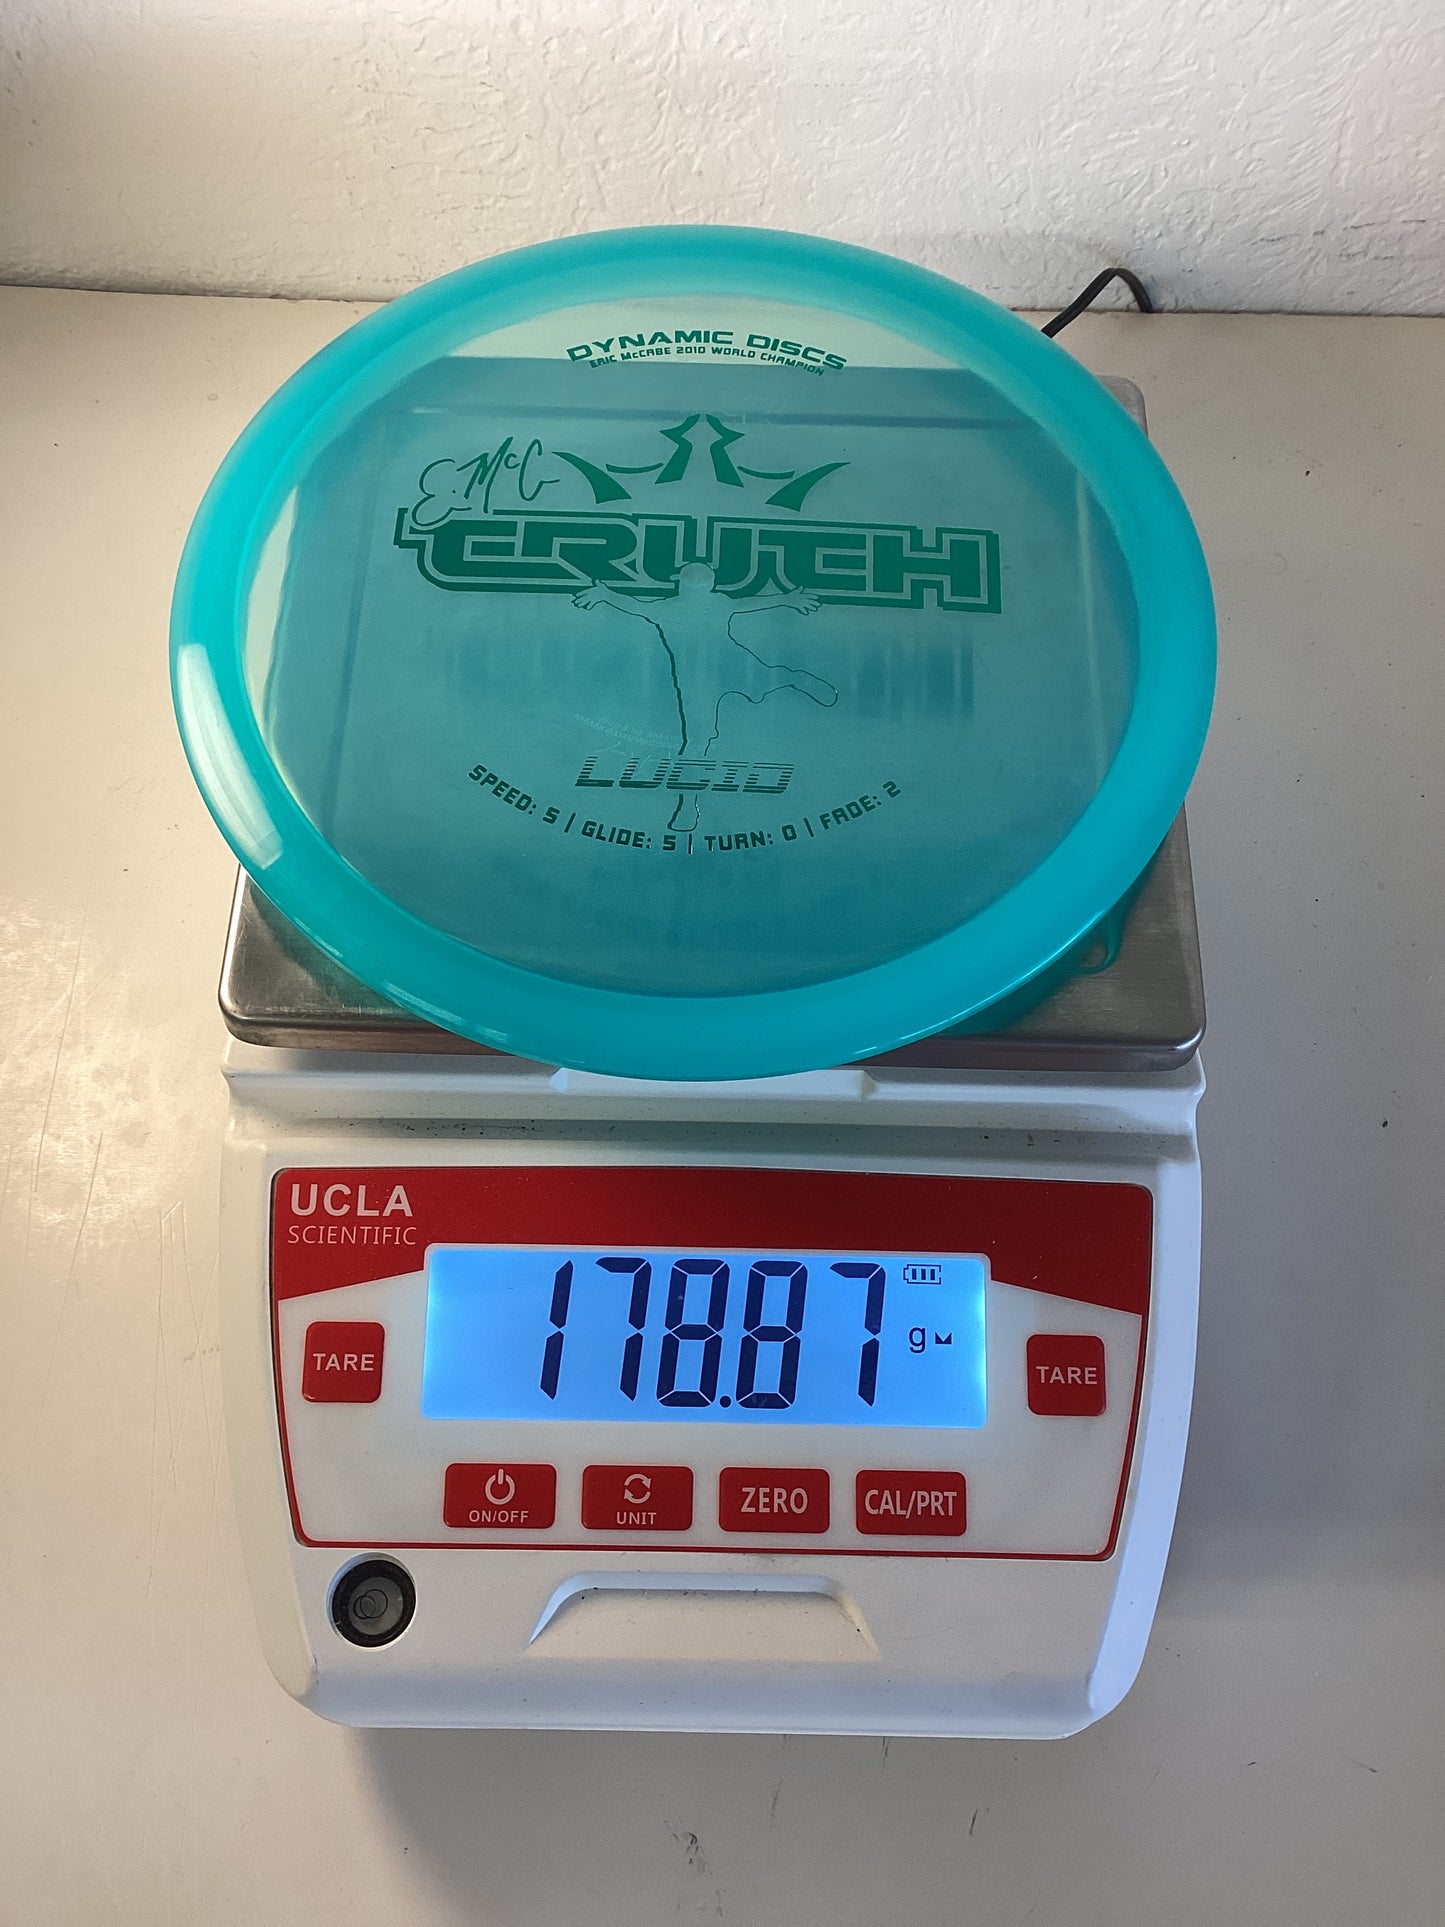 DYNAMIC DISCS
ERIC McCABE 2010 WORLD CHAMPION
E. McC
TRUTH
LUCID
SPEED: 5 | GLIDE: 5 | TURN: 0 | FADE: 2
UCLA
SCIENTIFIC
178.87 g
TARE
TARE
ON/OFF
UNIT
ZERO
CAL/PRT